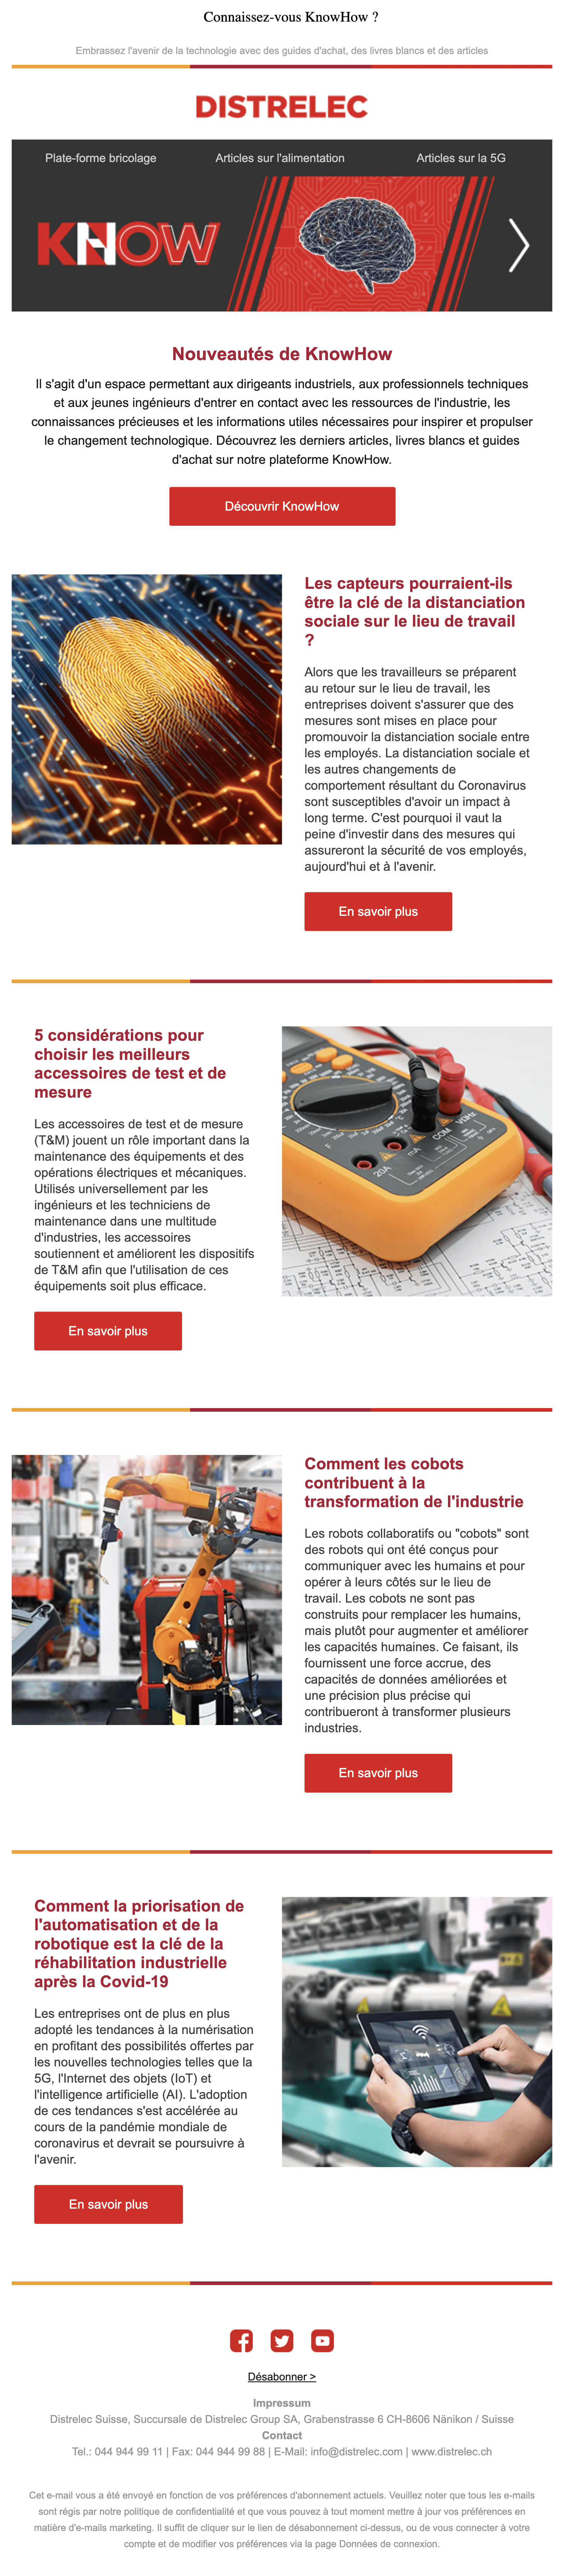 Connaissez-vous KnowHow ?
Embrassez l'avenir de la technologie avec des guides d'achat, des livres blancs et des articles
DISTRELEC
Plate-forme bricolage
Articles sur l'alimentation
Articles sur la 5G
KNOW
Nouveautés de KnowHow
Il s'agit d'un espace permettant aux dirigeants industriels, aux professionnels techniques
et aux jeunes ingénieurs d'entrer en contact avec les ressources de l'industrie, les
connaissances précieuses et les informations utiles nécessaires pour inspirer et propulser
le changement technologique. Découvrez les derniers articles, livres blancs et guides
d'achat sur notre plateforme KnowHow.
Découvrir KnowHow
Les capteurs pourraient-ils
être la clé de la distanciation
sociale sur le lieu de travail
?
Alors que les travailleurs se préparent
au retour sur le lieu de travail, les
entreprises doivent s'assurer que des
mesures sont mises en place pour
promouvoir la distanciation sociale entre
les employés. La distanciation sociale et
les autres changements de
comportement résultant du Coronavirus
sont susceptibles d'avoir un impact à
long terme. C'est pourquoi il vaut la
peine d'investir dans des mesures qui
assureront la sécurité de vos employés,
aujourd'hui et à l'avenir.
En savoir plus
5 considérations pour
choisir les meilleurs
accessoires de test et de
mesure
Les accessoires de test et de mesure
(T&M) jouent un rôle important dans la
maintenance des équipements et des
opérations électriques et mécaniques.
Utilisés universellement par les
ingénieurs et les techniciens de
maintenance dans une multitude
d'industries, les accessoires
soutiennent et améliorent les dispositifs
de T&M afin que l'utilisation de ces
équipements soit plus efficace.
20A
mA
COM
VΩHz
En savoir plus
Comment les cobots
contribuent à la
transformation de l'industrie
Les robots collaboratifs ou "cobots" sont
des robots qui ont été conçus pour
communiquer avec les humains et pour
opérer à leurs côtés sur le lieu de
travail. Les cobots ne sont pas
construits pour remplacer les humains,
mais plutôt pour augmenter et améliorer
les capacités humaines. Ce faisant, ils
fournissent une force accrue, des
capacités de données améliorées et
une précision plus précise qui
contribueront à transformer plusieurs
industries.
En savoir plus
Comment la priorisation de
l'automatisation et de la
robotique est la clé de la
réhabilitation industrielle
après la Covid-19
Les entreprises ont de plus en plus
adopté les tendances à la numérisation
en profitant des possibilités offertes par
les nouvelles technologies telles que la
5G, l'Internet des objets (IoT) et
l'intelligence artificielle (AI). L'adoption
de ces tendances s'est accélérée au
cours de la pandémie mondiale de
coronavirus et devrait se poursuivre à
l'avenir.
En savoir plus
Désabonner >
Impressum
Distrelec Suisse, Succursale de Distrelec Group SA, Grabenstrasse 6 CH-8606 Nänikon / Suisse
Contact
Tel.: 044 944 99 11 | Fax: 044 944 99 88 | E-Mail: info@distrelec.com | www.distrelec.ch
Cet e-mail vous a été envoyé en fonction de vos préférences d'abonnement actuels. Veuillez noter que tous les e-mails
sont régis par notre politique de confidentialité et que vous pouvez à tout moment mettre à jour vos préférences en
matière d'e-mails marketing. Il suffit de cliquer sur le lien de désabonnement ci-dessus, ou de vous connecter à votre
compte et de modifier vos préférences via la page Données de connexion.